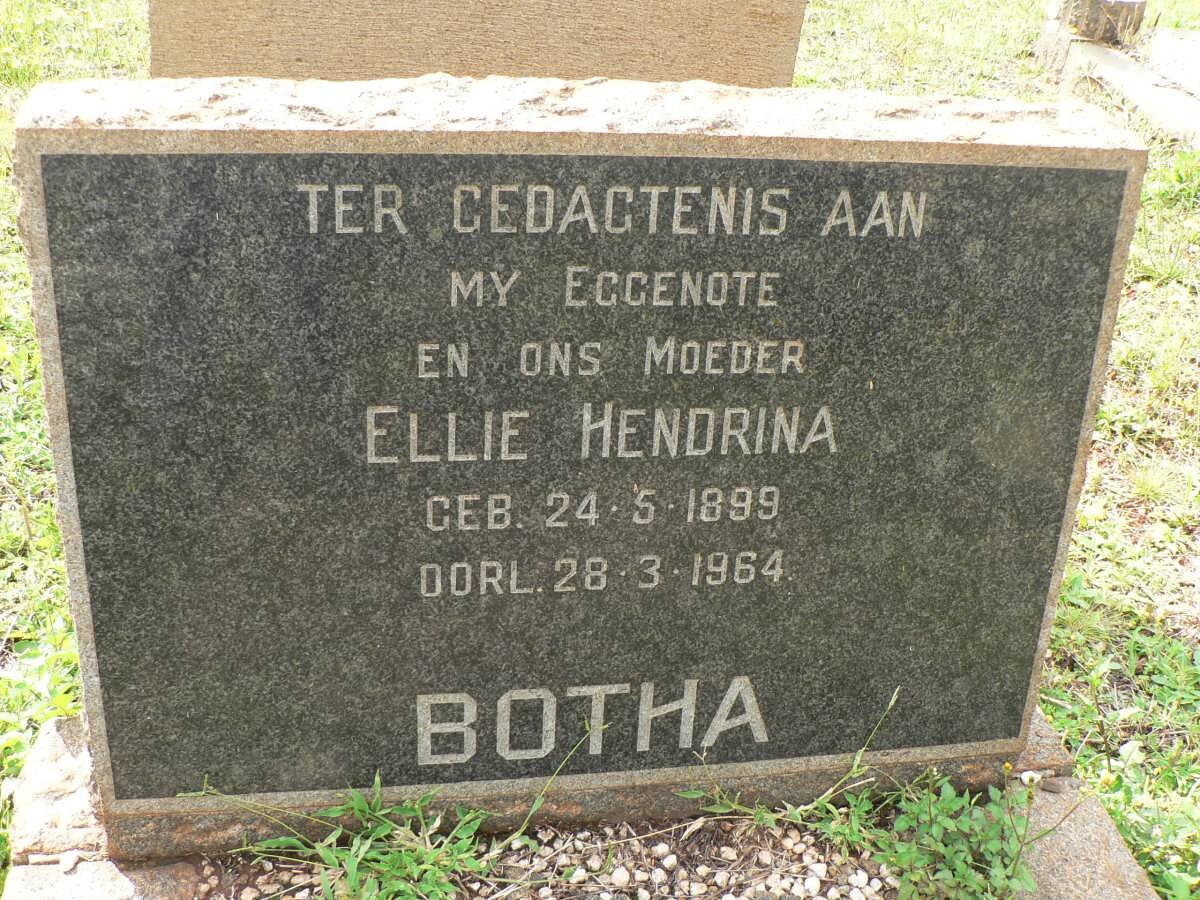 TER GEDAGTENIS AAN
MY EGGENOTE
EN ONS MOEDER
ELLIE HENDRINA
GEB. 24·5·1899
OORL. 28·3·1964.
BOTHA